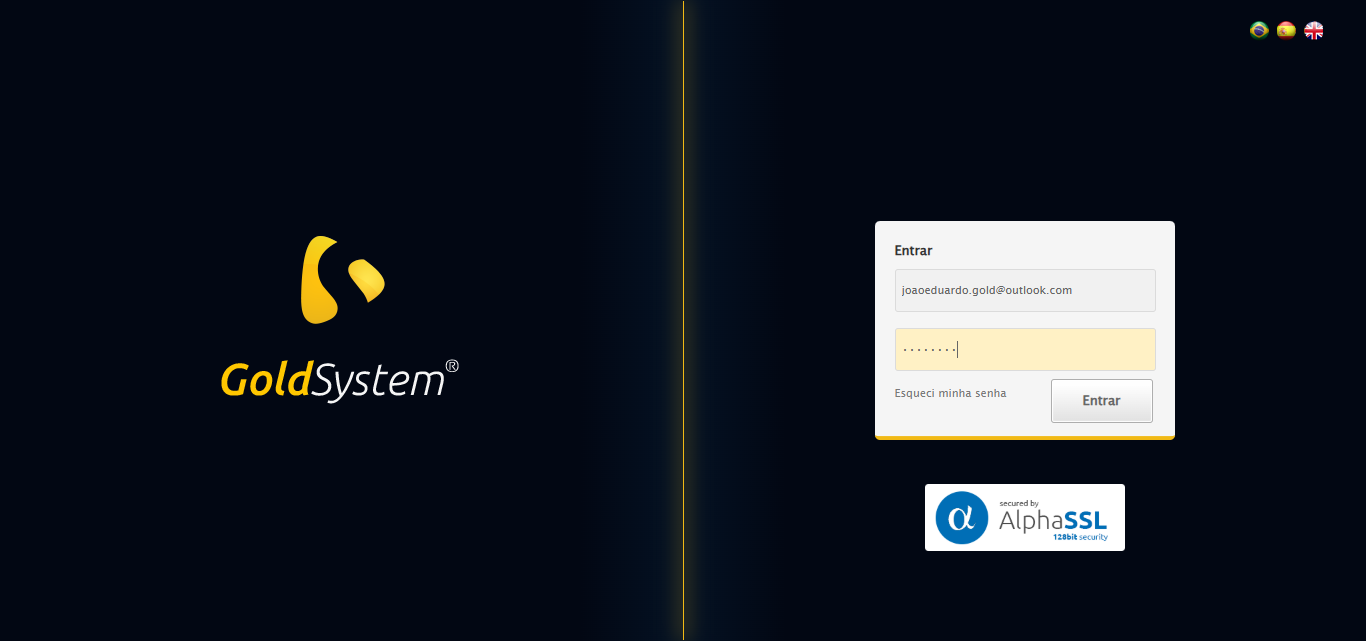 GoldSystem®
Entrar
joaoeduardo.gold@outlook.com
········
Esqueci minha senha
Entrar
α
secured by
AlphaSSL
128bit security